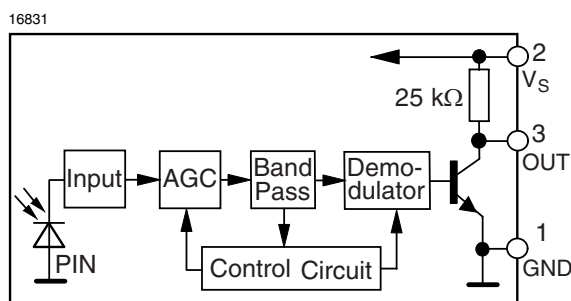 16831
2
V_S
25 kΩ
3
OUT
Input
AGC
Band
Pass
Demo-
dulator
1
GND
PIN
Control Circuit